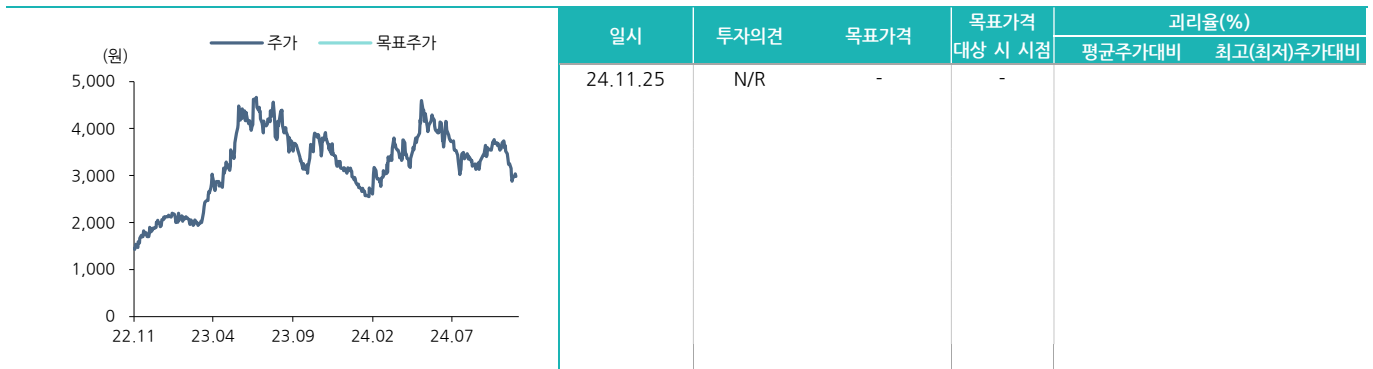 주가 목표주가
(원)
5,000
4,000
3,000
2,000
1,000
0
22.11 23.04 23.09 24.02 24.07
일시 투자의견 목표가격 목표가격 괴리율(%)
대상 시 시점 평균주가대비 최고(최저)주가대비
24.11.25 N/R - -